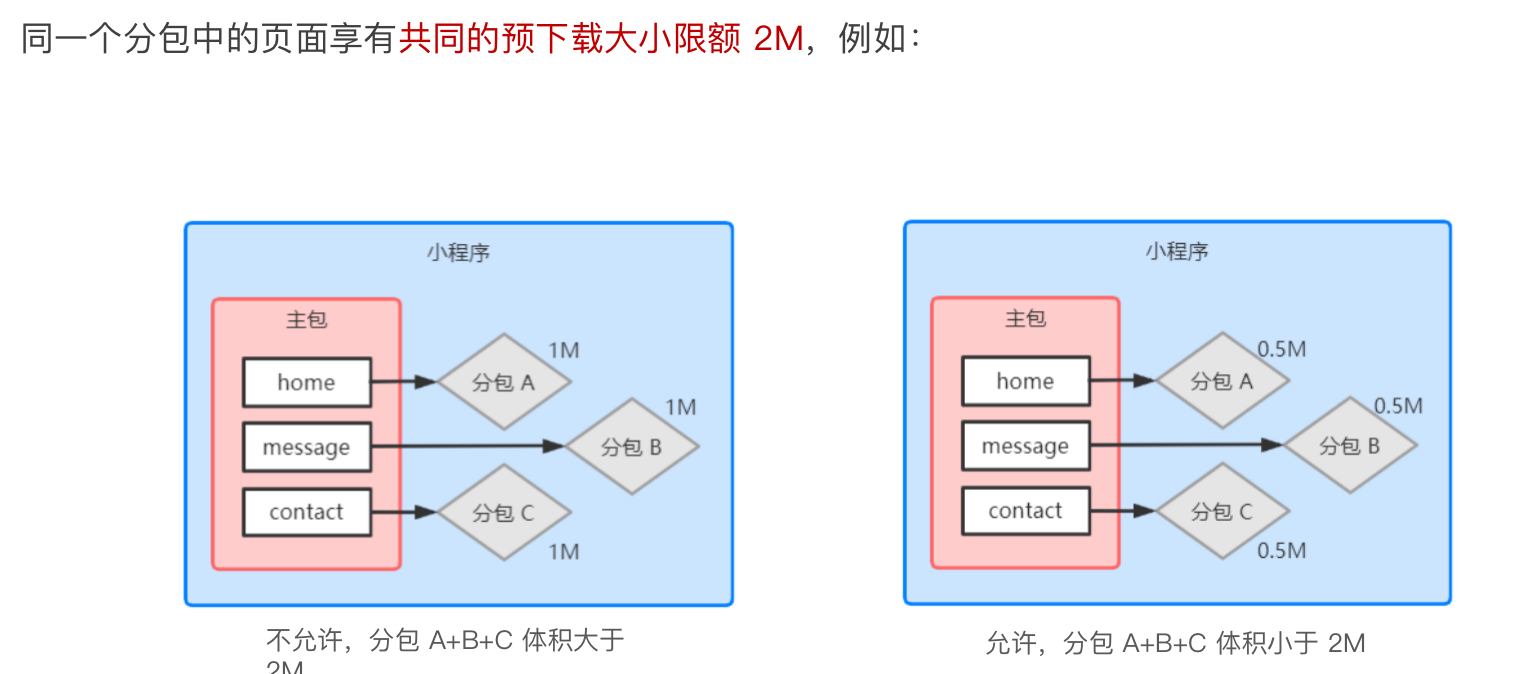 同一个分包中的页面享有共同的预下载大小限额 2M，例如：
小程序
主包
home
分包 A
1M
message
分包 B
1M
contact
分包 C
1M
不允许，分包 A+B+C 体积大于
2M
小程序
主包
home
分包 A
0.5M
message
分包 B
0.5M
contact
分包 C
0.5M
允许，分包 A+B+C 体积小于 2M